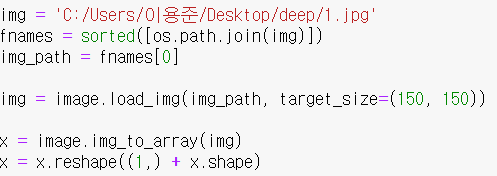 img = 'C:/Users/이용준/Desktop/deep/1.jpg'
fnames = sorted([os.path.join(img)])
img_path = fnames[0]
img = image.load_img(img_path, target_size=(150, 150))
x = image.img_to_array(img)
x = x.reshape((1,) + x.shape)